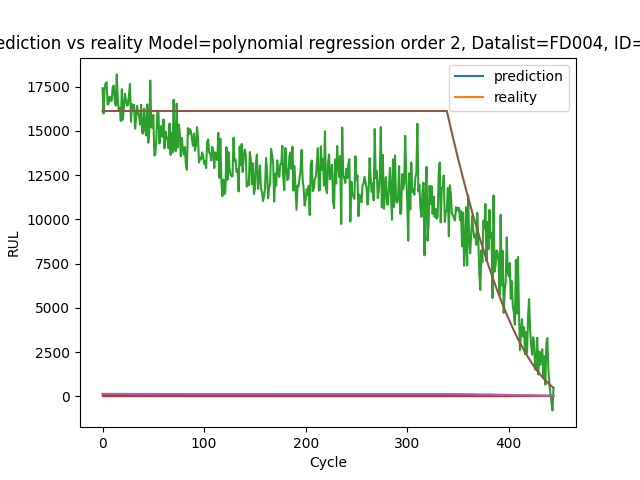 ediction vs reality Model=polynomial regression order 2, Datalist=FD004, ID=
prediction
reality
RUL
17500
15000
12500
10000
7500
5000
2500
0
0 100 200 300 400
Cycle